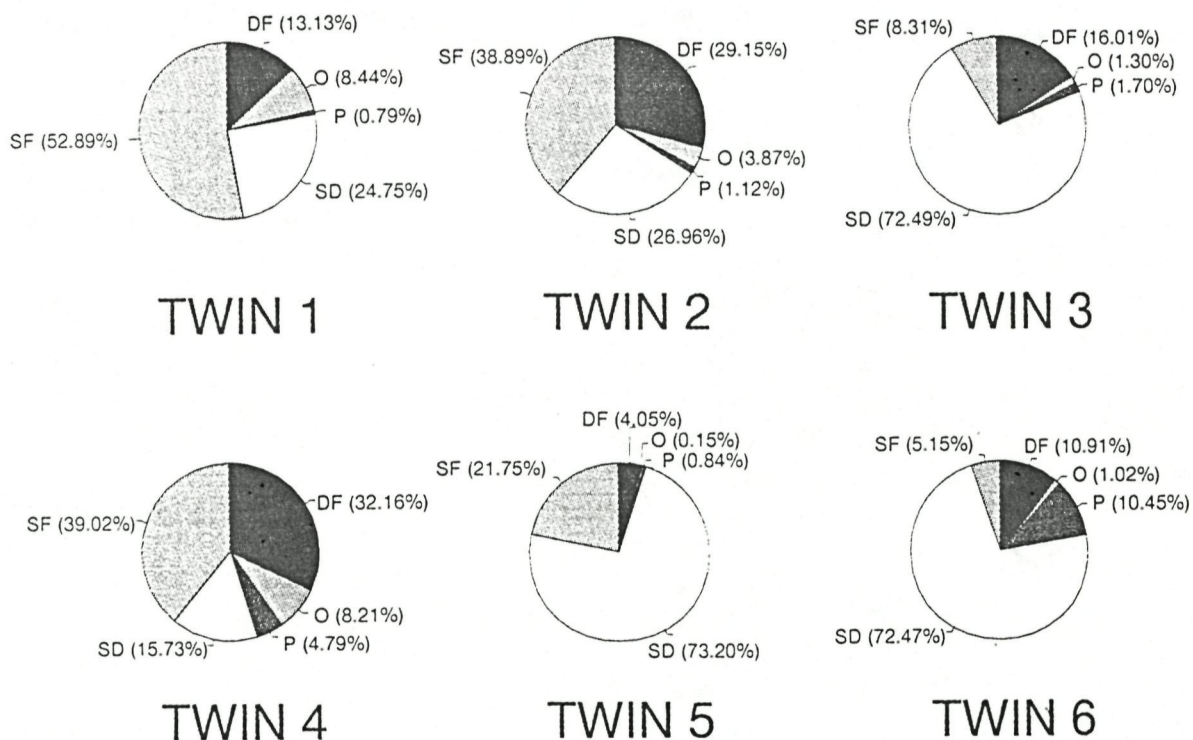 DF (13.13%)
O (8.44%)
P (0.79%)
SF (52.89%)
SD (24.75%)
TWIN 1
SF (38.89%)
DF (29.15%)
O (3.87%)
P (1.12%)
SD (26.96%)
TWIN 2
SF (8.31%)
DF (16.01%)
O (1.30%)
P (1.70%)
SD (72.49%)
TWIN 3
SF (39.02%)
DF (32.16%)
O (8.21%)
SD (15.73%)
P (4.79%)
TWIN 4
DF (4.05%)
O (0.15%)
SF (21.75%)
P (0.84%)
SD (73.20%)
TWIN 5
SF (5.15%)
DF (10.91%)
O (1.02%)
P (10.45%)
SD (72.47%)
TWIN 6